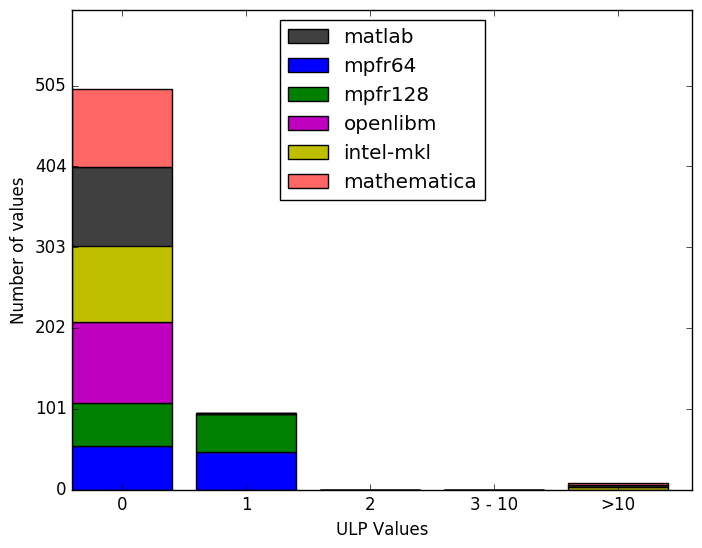 matlab
mpfr64
mpfr128
openlibm
intel-mkl
mathematica
505
404
303
202
101
0
Number of values
0 1 2 3 - 10 >10
ULP Values